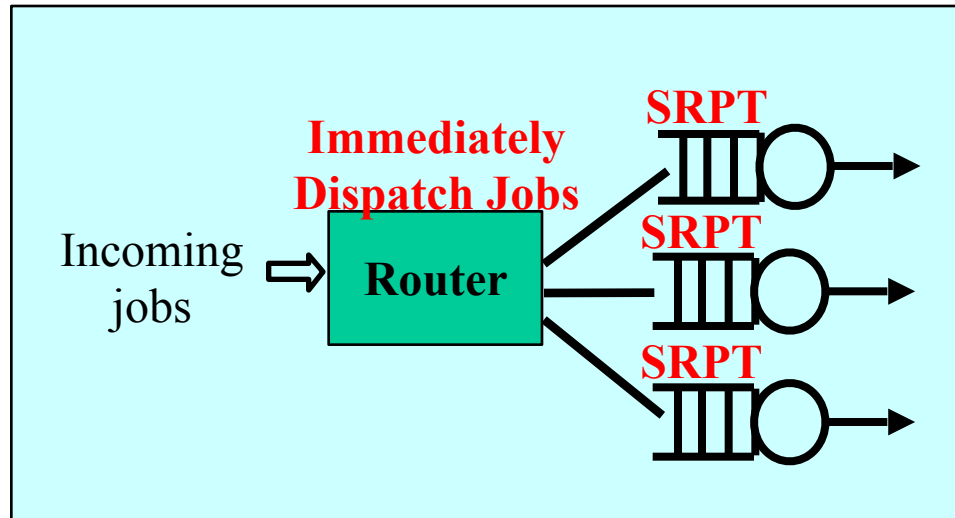 Incoming
jobs
Immediately
Dispatch Jobs
Router
SRPT
SRPT
SRPT